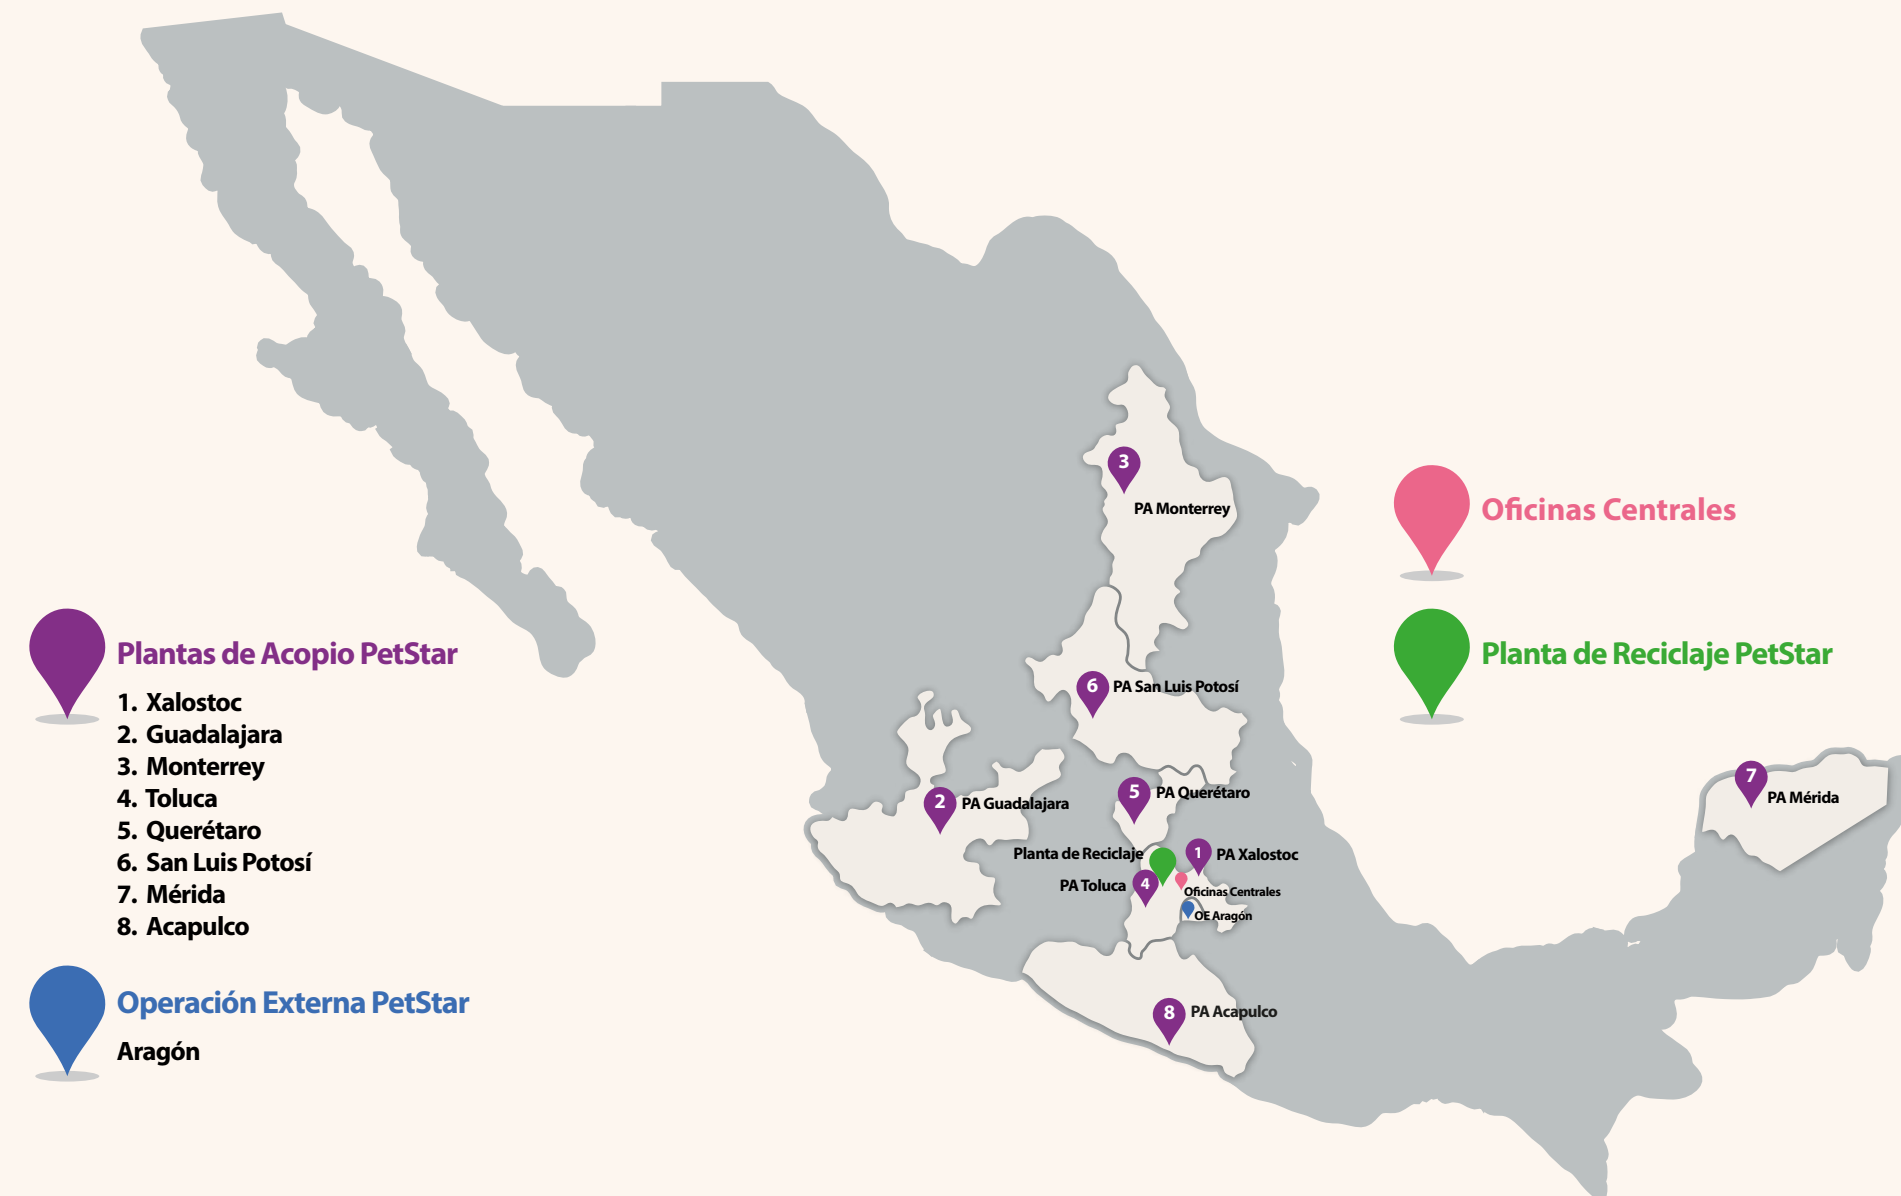 3
PA Monterrey
Oficinas Centrales
Planta de Reciclaje PetStar
Plantas de Acopio PetStar
1. Xalostoc
2. Guadalajara
3. Monterrey
4. Toluca
5. Querétaro
6. San Luis Potosí
7. Mérida
8. Acapulco
Operación Externa PetStar
Aragón
6 PA San Luis Potosí
2 PA Guadalajara
5 PA Querétaro
7
PA Mérida
Planta de Reciclaje
1 PA Xalostoc
PA Toluca 4
Oficinas Centrales
OE Aragón
8 PA Acapulco